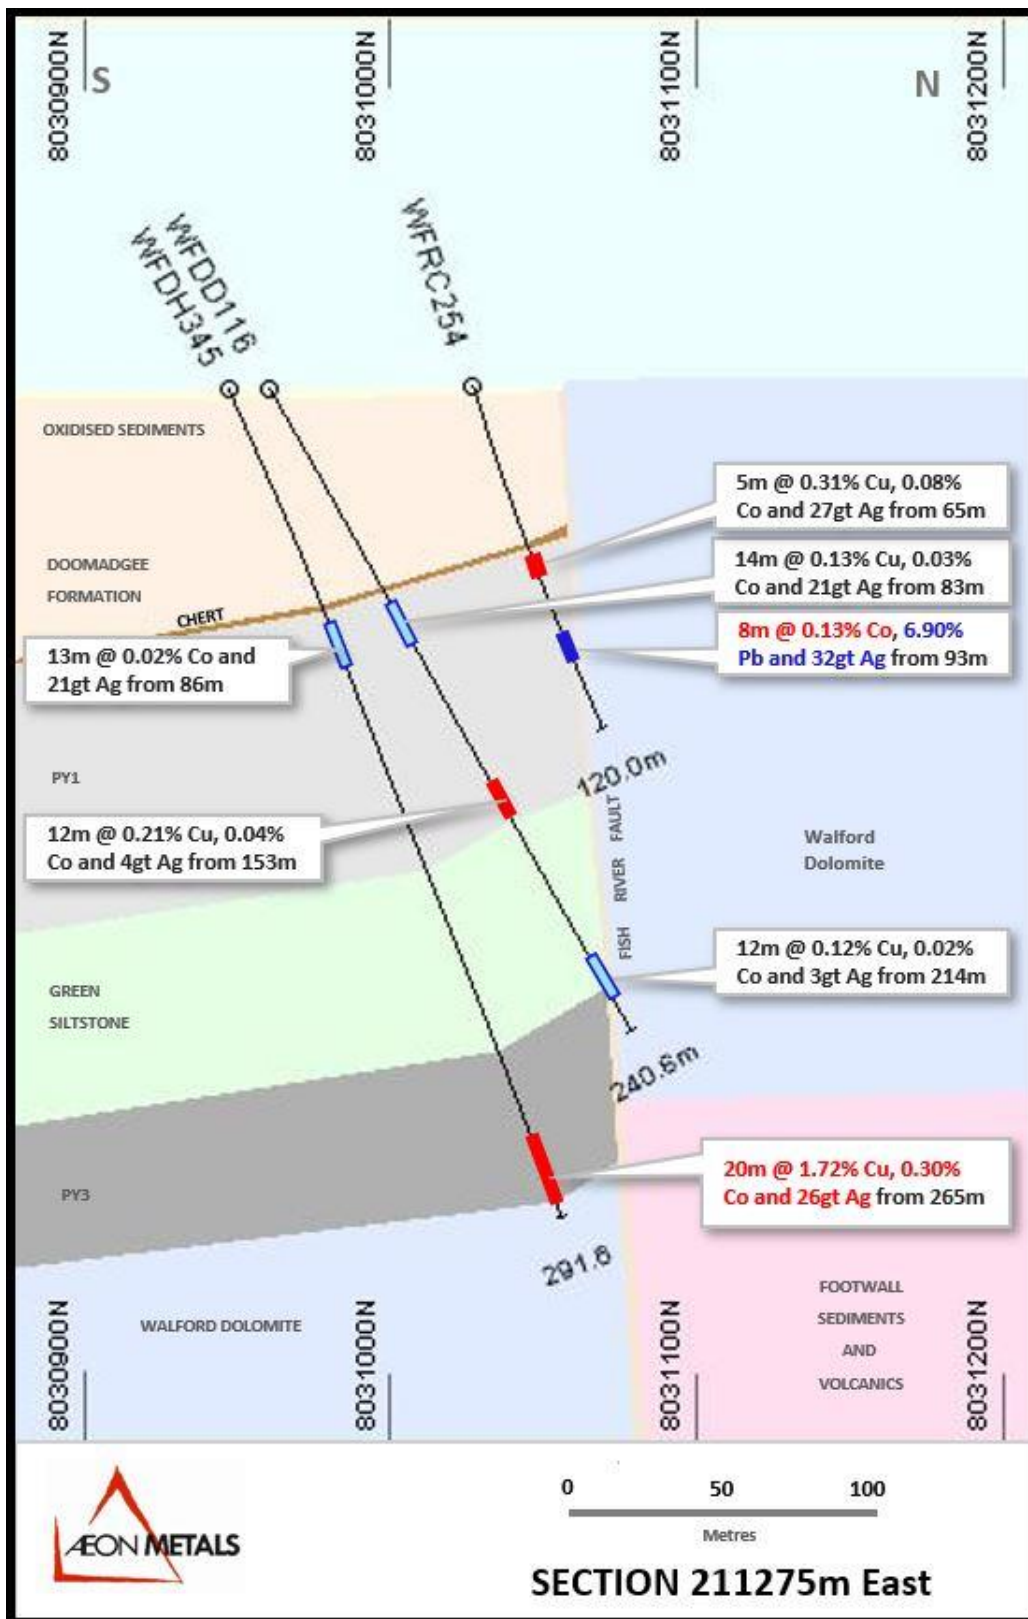 8030900N
S
8031000N
8031100N
N
8031200N
WFDH345
WFDD116
WFRC254
OXIDISED SEDIMENTS
5m @ 0.31% Cu, 0.08%
Co and 27gt Ag from 65m
DOOMADGEE
FORMATION
14m @ 0.13% Cu, 0.03%
Co and 21gt Ag from 83m
CHERT
13m @ 0.02% Co and
21gt Ag from 86m
8m @ 0.13% Co, 6.90%
Pb and 32gt Ag from 93m
PY1
120.0m
12m @ 0.21% Cu, 0.04%
Co and 4gt Ag from 153m
FISH RIVER FAULT
Walford
Dolomite
12m @ 0.12% Cu, 0.02%
Co and 3gt Ag from 214m
GREEN
SILTSTONE
240.6m
PY3
20m @ 1.72% Cu, 0.30%
Co and 26gt Ag from 265m
291.6
WALFORD DOLOMITE
FOOTWALL
SEDIMENTS
AND
VOLCANICS
8030900N
8031000N
8031100N
8031200N
ÆON METALS
0 50 100
Metres
SECTION 211275m East